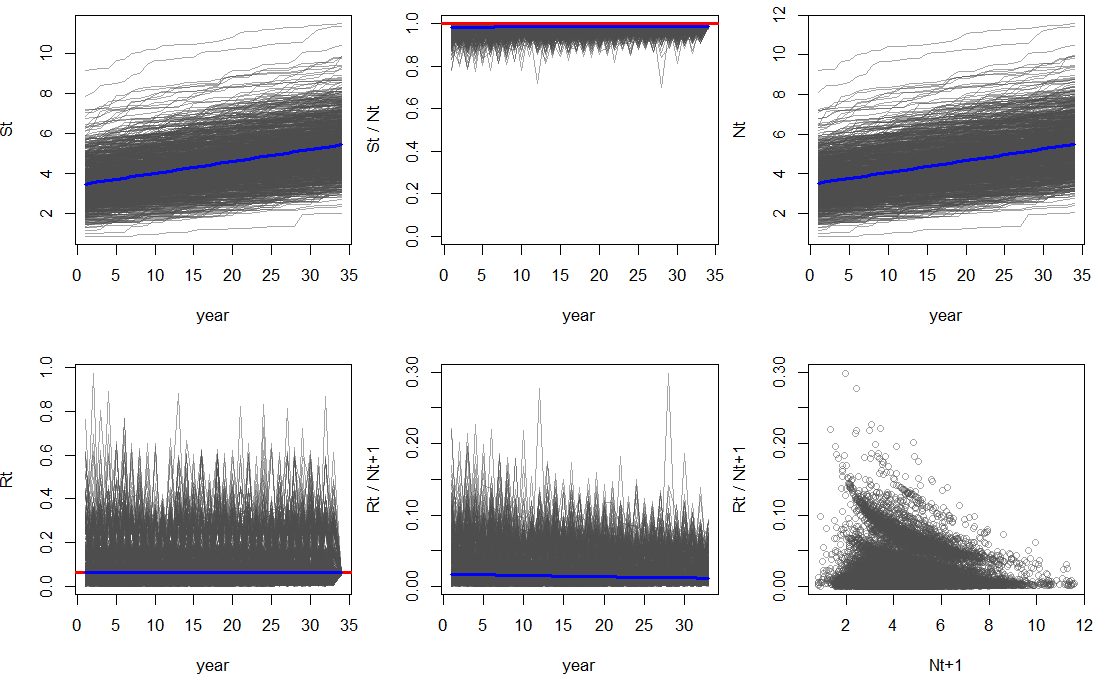 St
2 4 6 8 10
0 5 10 15 20 25 30 35
year
St / Nt
0.0 0.2 0.4 0.6 0.8 1.0
0 5 10 15 20 25 30 35
year
Nt
2 4 6 8 10 12
0 5 10 15 20 25 30 35
year
Rt
0.0 0.2 0.4 0.6 0.8 1.0
0 5 10 15 20 25 30 35
year
Rt / Nt+1
0.00 0.10 0.20 0.30
0 5 10 15 20 25 30
year
Rt / Nt+1
0.00 0.10 0.20 0.30
2 4 6 8 10 12
Nt+1